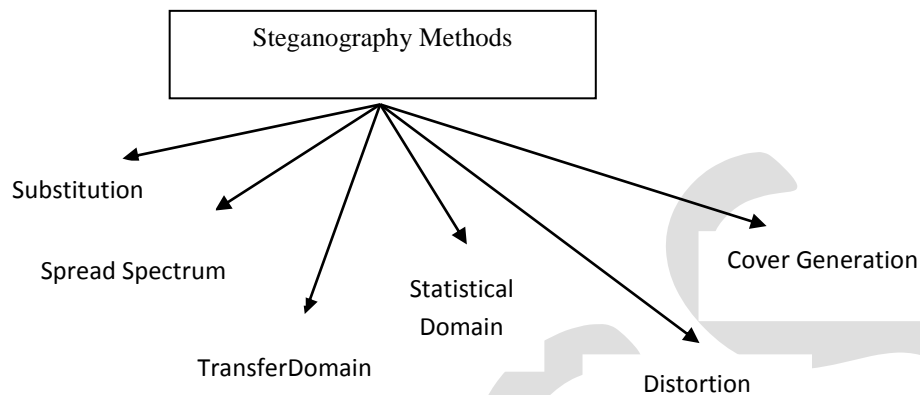 Steganography Methods
Substitution
Spread Spectrum
TransferDomain
Statistical
Domain
Distortion
Cover Generation